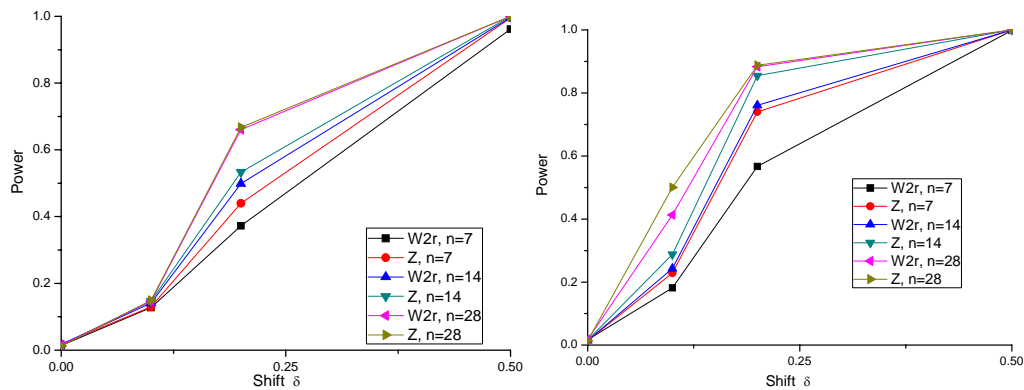 1.0
0.8
0.6
0.4
0.2
0.0
Power
0.00
0.25
0.50
Shift δ
W2r, n=7
Z, n=7
W2r, n=14
Z, n=14
W2r, n=28
Z, n=28
1.0
0.8
0.6
0.4
0.2
0.0
Power
0.00
0.25
0.50
Shift δ
W2r, n=7
Z, n=7
W2r, n=14
Z, n=14
W2r, n=28
Z, n=28